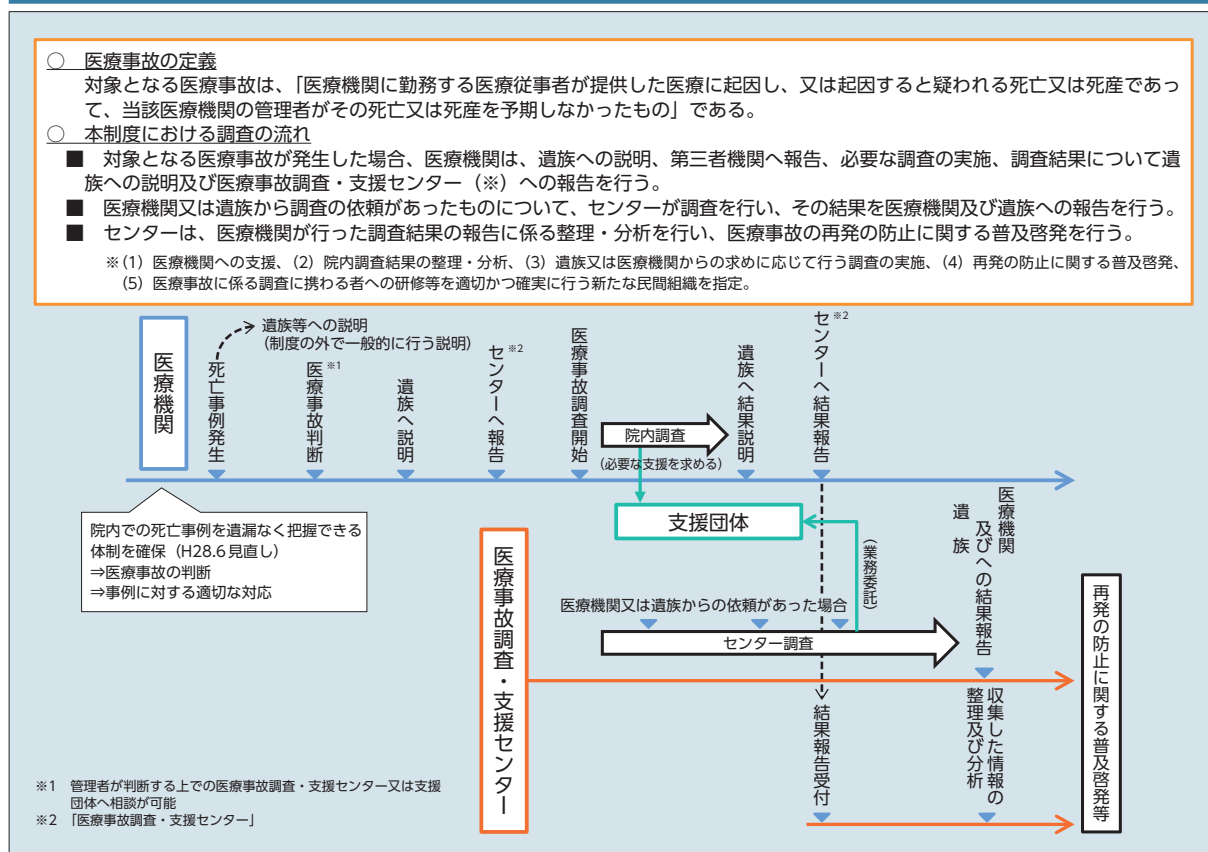 ○ 医療事故の定義
対象となる医療事故は、「医療機関に勤務する医療従事者が提供した医療に起因し、又は起因すると疑われる死亡又は死産であっ
て、当該医療機関の管理者がその死亡又は死産を予期しなかったもの」である。
○ 本制度における調査の流れ
■ 対象となる医療事故が発生した場合、医療機関は、遺族への説明、第三者機関へ報告、必要な調査の実施、調査結果について遺
族への説明及び医療事故調査・支援センター（※）への報告を行う。
■ 医療機関又は遺族から調査の依頼があったものについて、センターが調査を行い、その結果を医療機関及び遺族への報告を行う。
■ センターは、医療機関が行った調査結果の報告に係る整理・分析を行い、医療事故の再発の防止に関する普及啓発を行う。
※（1）医療機関への支援、（2）院内調査結果の整理・分析、（3）遺族又は医療機関からの求めに応じて行う調査の実施、（4）再発の防止に関する普及啓発、
（5）医療事故に係る調査に携わる者への研修等を適切かつ確実に行う新たな民間組織を指定。
医療機関
遺族等への説明
（制度の外で一般的に行う説明）
死亡事例発生
医療事故判断※1
遺族へ説明
センターへ報告※2
医療事故調査開始
院内調査
（必要な支援を求める）
遺族へ結果説明
センターへ結果報告※2
院内での死亡事例を遺漏なく把握できる
体制を確保（H28.6見直し）
⇒医療事故の判断
⇒事例に対する適切な対応
支援団体
（業務委託）
医療事故調査・支援センター
医療機関又は遺族からの依頼があった場合
センター調査
医療機関
及びへの結果報告
遺族
結果報告受付
収集した情報の
整理及び分析
再発の防止に関する普及啓発等
※1 管理者が判断する上での医療事故調査・支援センター又は支援
団体へ相談が可能
※2 「医療事故調査・支援センター」